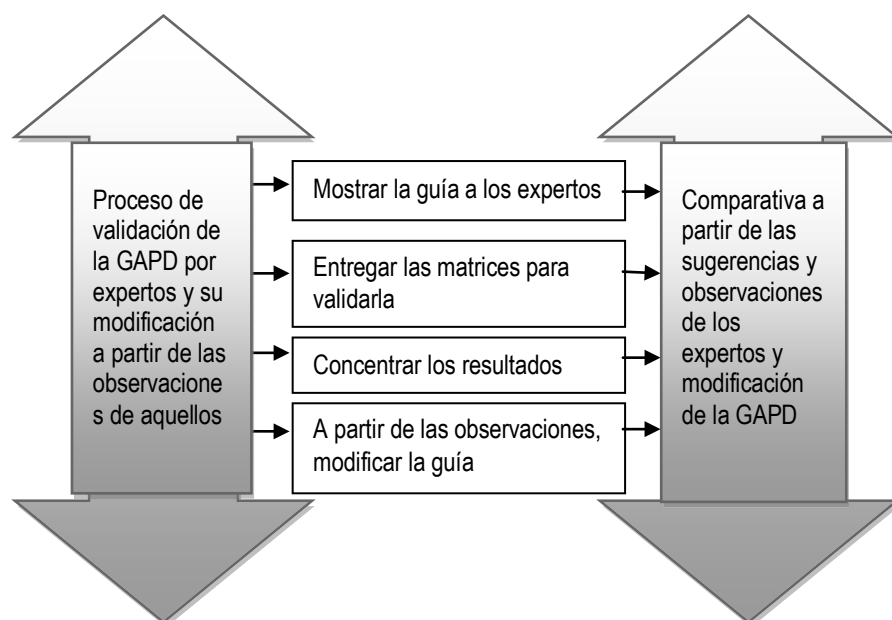 Proceso de
validación de
la GAPD por
expertos y su
modificación
a partir de las
observacione
s de aquellos
Mostrar la guía a los expertos
Entregar las matrices para
validarla
Concentrar los resultados
A partir de las observaciones,
modificar la guía
Comparativa a
partir de las
sugerencias y
observaciones
de los
expertos y
modificación
de la GAPD